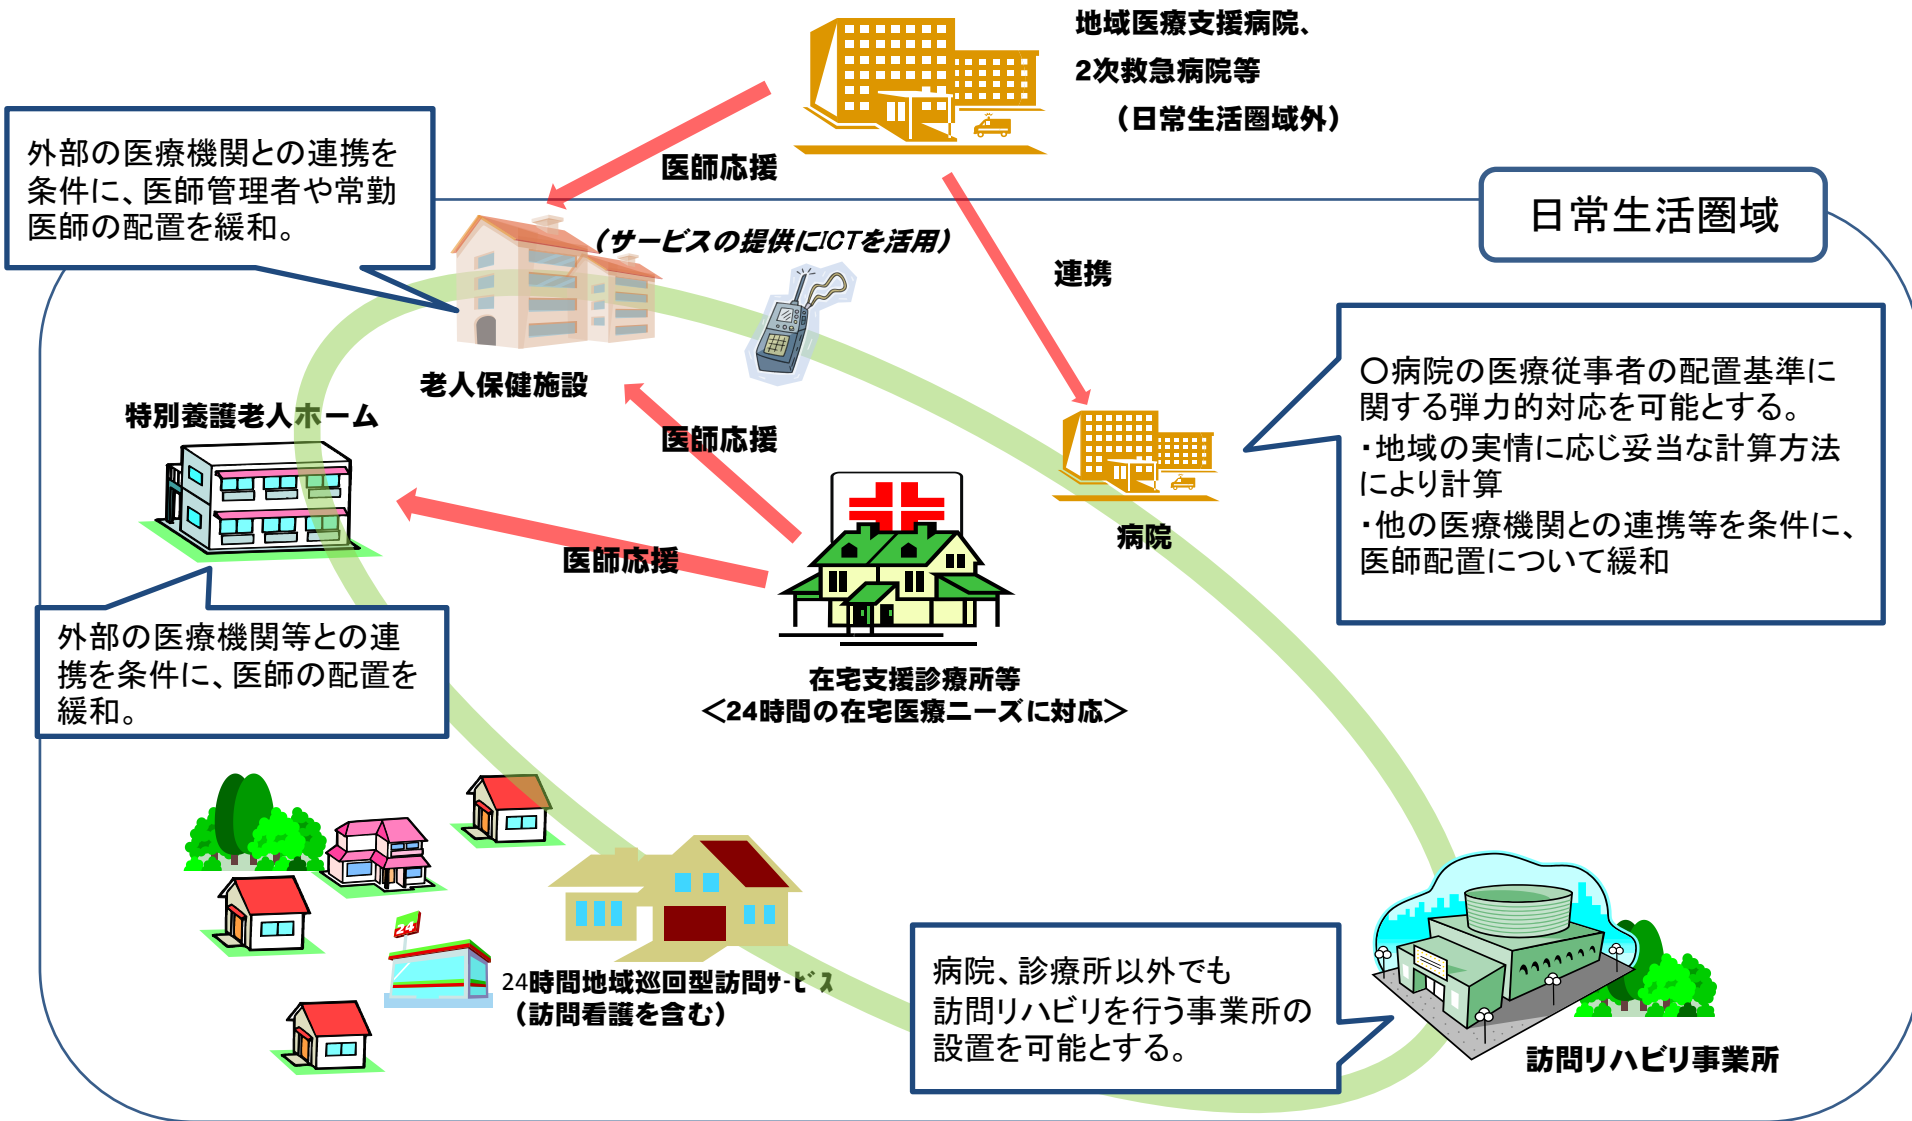 地域医療支援病院、
2次救急病院等
（日常生活圏域外）
外部の医療機関との連携を
条件に、医師管理者や常勤
医師の配置を緩和。
医師応援
日常生活圏域
（サービスの提供にICTを活用）
連携
老人保健施設
特別養護老人ホーム
医師応援
〇病院の医療従事者の配置基準に
関する弾力的対応を可能とする。
・地域の実情に応じ妥当な計算方法
により計算
・他の医療機関との連携等を条件に、
医師配置について緩和
病院
医師応援
外部の医療機関等との連
携を条件に、医師の配置を
緩和。
在宅支援診療所等
＜24時間の在宅医療ニーズに対応＞
24
24時間地域巡回型訪問ｻｰﾋﾞｽ
（訪問看護を含む）
病院、診療所以外でも
訪問リハビリを行う事業所の
設置を可能とする。
訪問リハビリ事業所